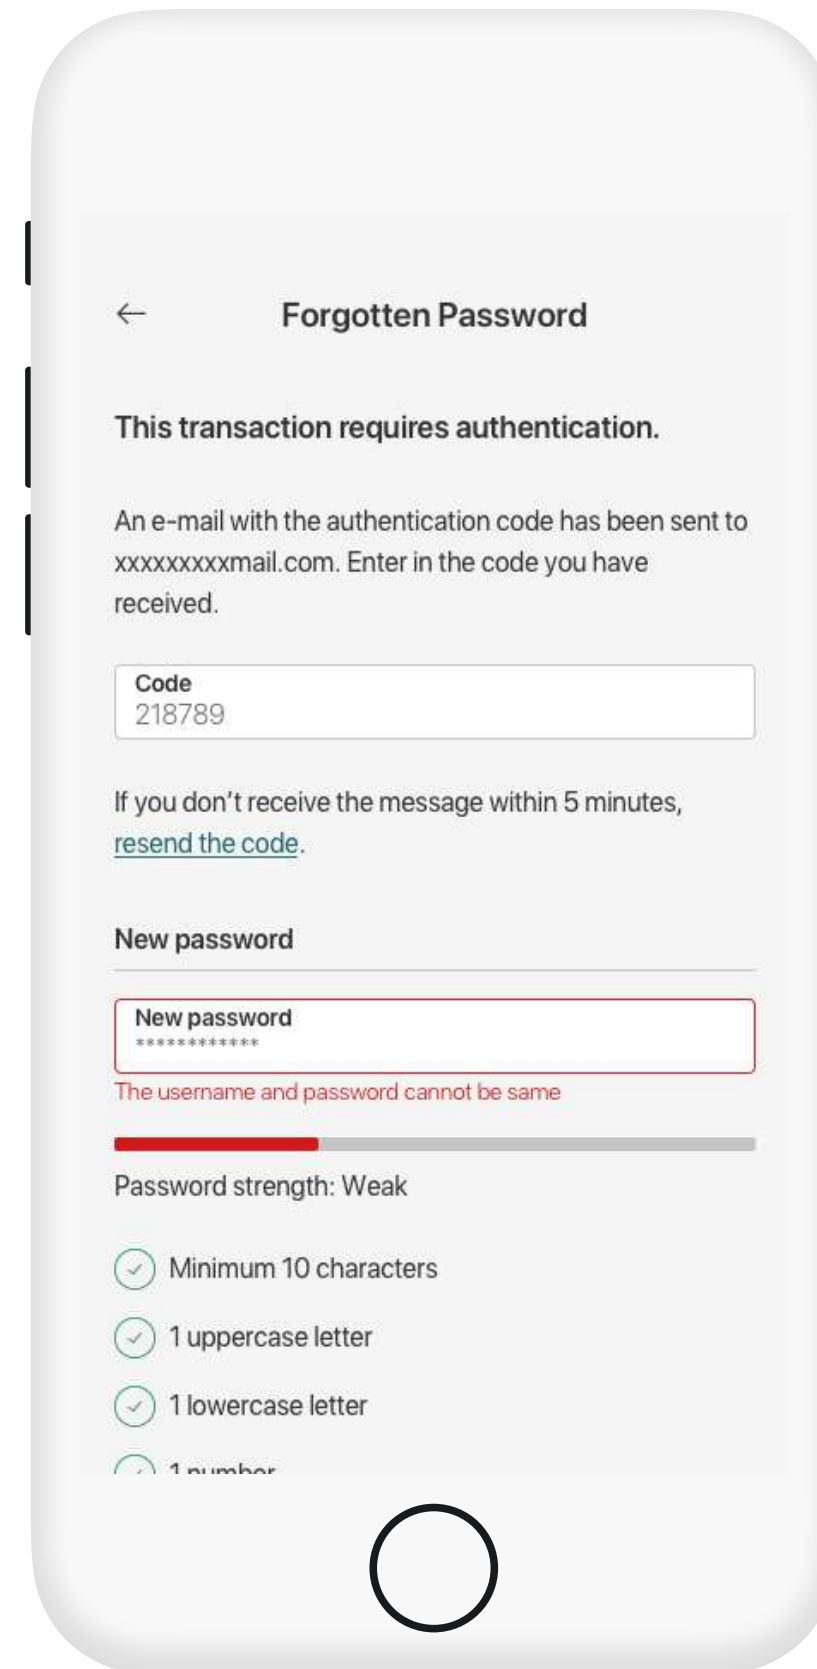 Forgotten Password
This transaction requires authentication.
An e-mail with the authentication code has been sent to
xxxxxxxxxmail.com. Enter in the code you have
received.
Code
218789
If you don't receive the message within 5 minutes,
resend the code.
New password
New password
************
The username and password cannot be same
Password strength: Weak
Minimum 10 characters
1 uppercase letter
1 lowercase letter
1 number